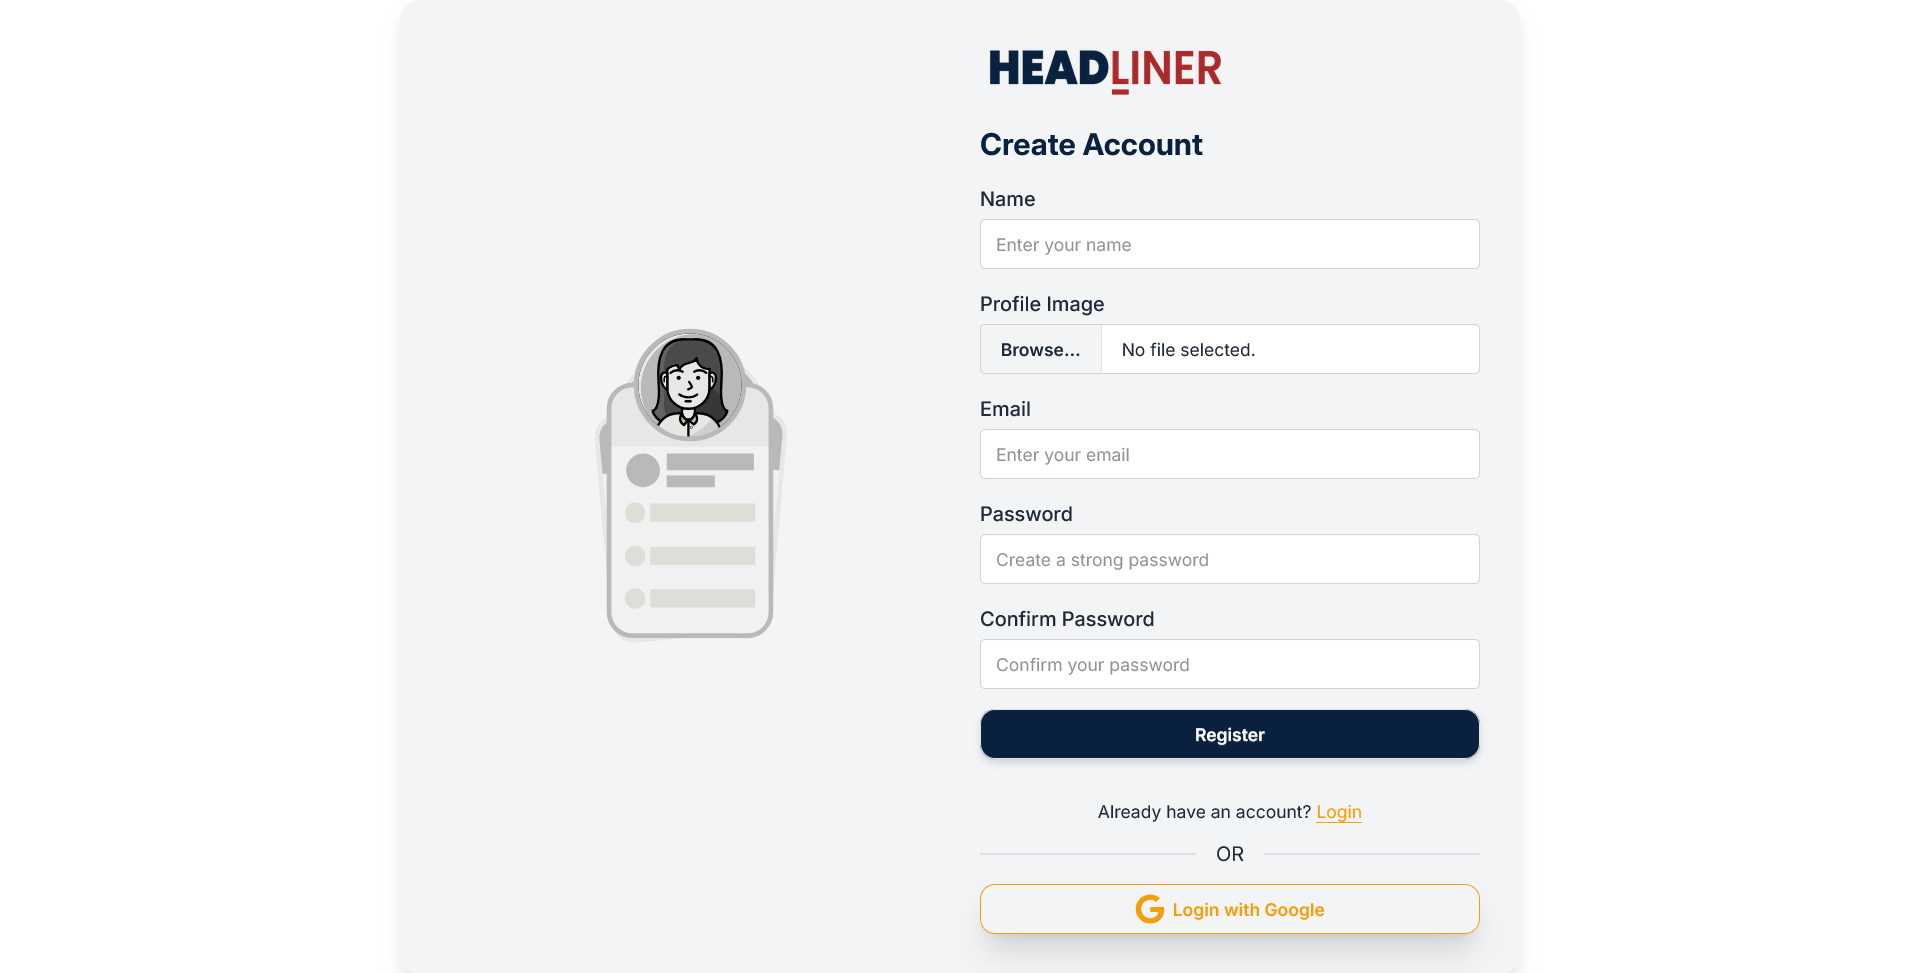 HEADLINER
Create Account
Name
Enter your name
Profile Image
Browse... No file selected.
Email
Enter your email
Password
Create a strong password
Confirm Password
Confirm your password
Register
Already have an account? Login
OR
Login with Google